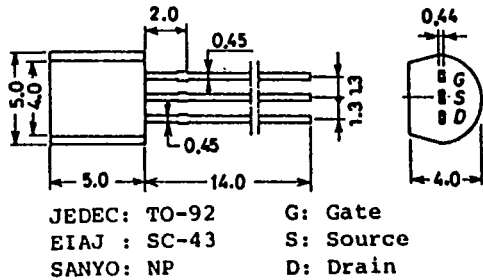 2.0
0.44
0.45
5.0
4.0
G
S
D
1.3
1.3
0.45
5.0
14.0
4.0
JEDEC: TO-92 G: Gate
EIAJ : SC-43 S: Source
SANYO: NP D: Drain